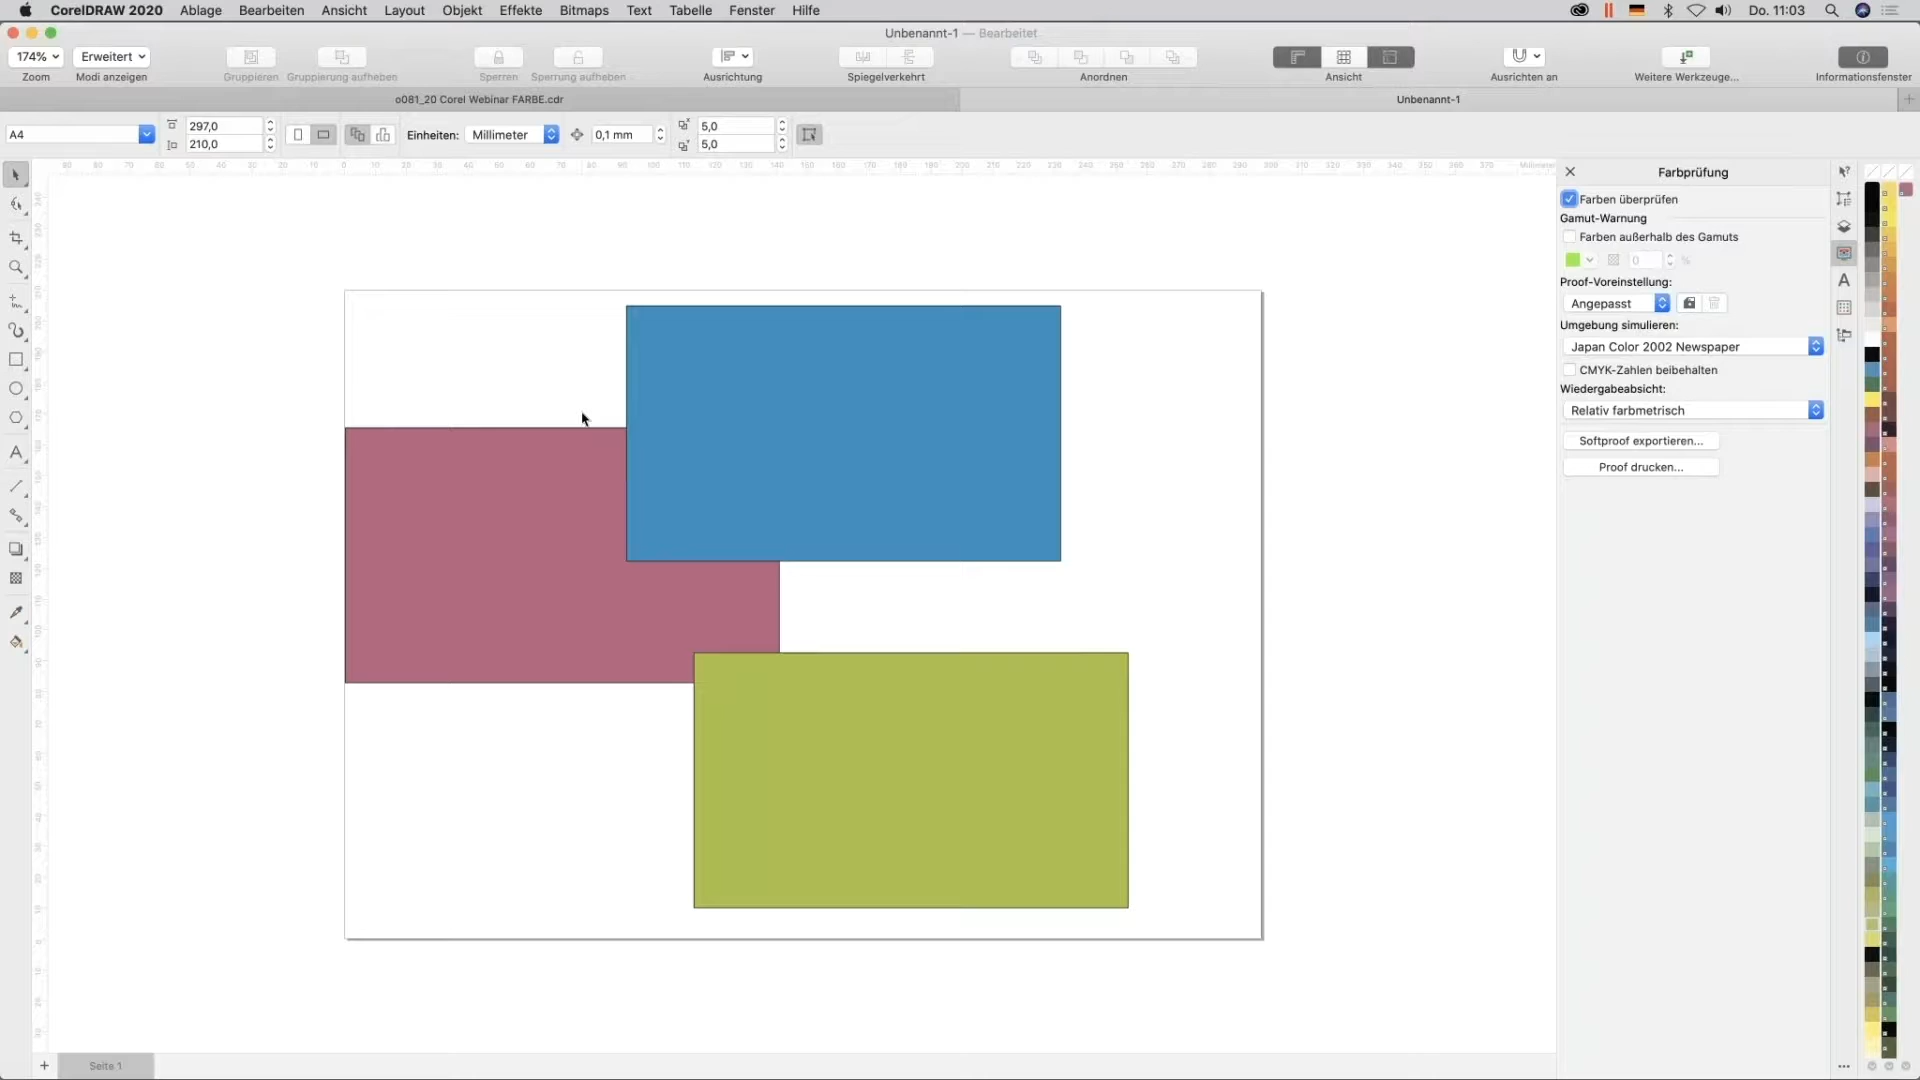 CorelDRAW 2020 Ablage Bearbeiten Ansicht Layout Objekt Effekte Bitmaps Text Tabelle Fenster Hilfe Do. 11:03
Unbenannt-1 — Bearbeitet
174% Erweitert
Zoom Modi anzeigen Gruppieren Gruppierung aufheben Sperren Sperrung aufheben Ausrichtung Spiegelverkehrt Anordnen Ansicht Ausrichten an Weitere Werkzeuge... Informationsfenster
o081_20 Corel Webinar FARBE.cdr Unbenannt-1
A4 297,0 210,0 Einheiten: Millimeter 0,1 mm 5,0 5,0
Farbprüfung
Farben überprüfen
Gamut-Warnung
Farben außerhalb des Gamuts
0 %
Proof-Voreinstellung:
Angepasst
Umgebung simulieren:
Japan Color 2002 Newspaper
CMYK-Zahlen beibehalten
Wiedergabeabsicht:
Relativ farbmetrisch
Softproof exportieren...
Proof drucken...
Seite 1